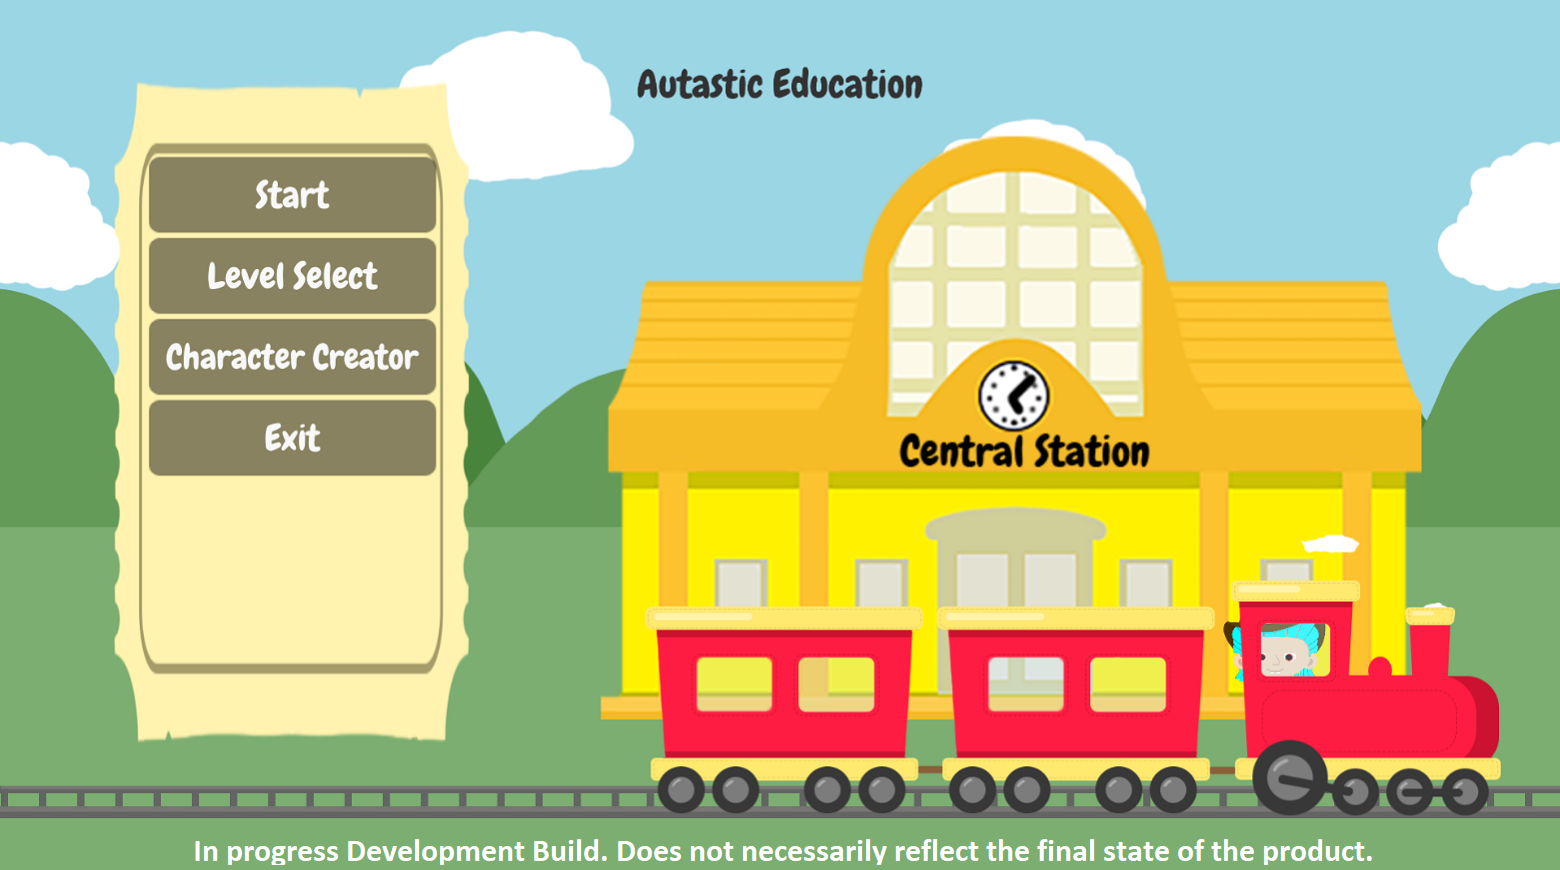 Autastic Education
Start
Level Select
Character Creator
Exit
Central Station
In progress Development Build. Does not necessarily reflect the final state of the product.